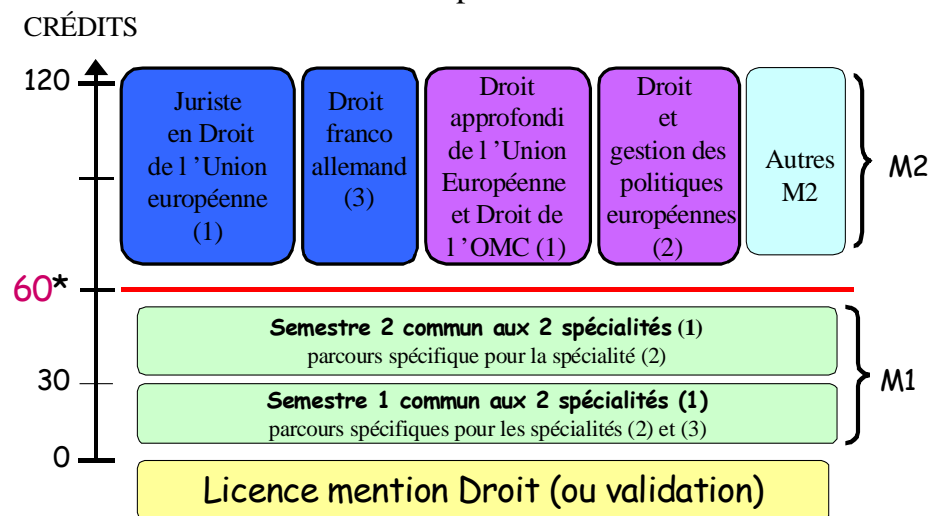 CRÉDITS
120
Juriste
en Droit
de l ’Union
européenne
(1)
Droit
franco
allemand
(3)
Droit
approfondi
de l ’Union
Européenne
et Droit de
l ’OMC (1)
Droit
et
gestion des
politiques
européennes
(2)
Autres
M2
M2
60*
Semestre 2 commun aux 2 spécialités (1)
parcours spécifique pour la spécialité (2)
30
Semestre 1 commun aux 2 spécialités (1)
parcours spécifiques pour les spécialités (2) et (3)
M1
0
Licence mention Droit (ou validation)